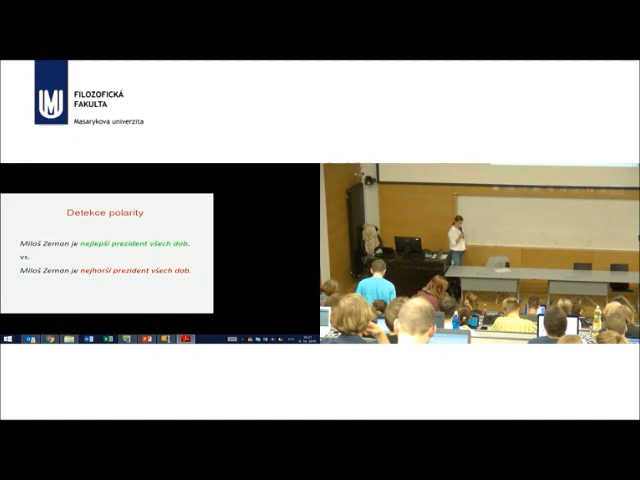 FILOZOFICKÁ
FAKULTA
Masarykova univerzita
Detekce polarity
Miloš Zeman je nejlepší prezident všech dob,
vs.
Miloš Zeman je nejhorší prezident všech dob.